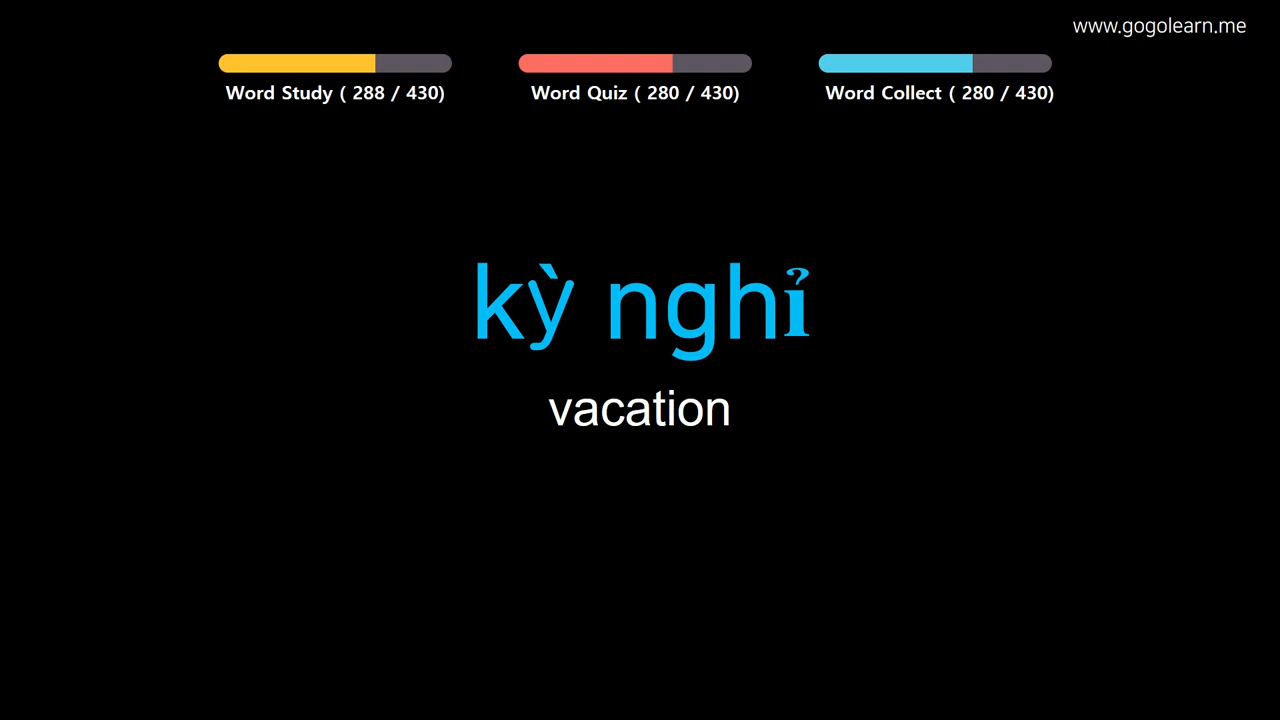 www.gogolearn.me
Word Study ( 288 / 430)
Word Quiz ( 280 / 430)
Word Collect ( 280 / 430)
kỳ nghỉ
vacation